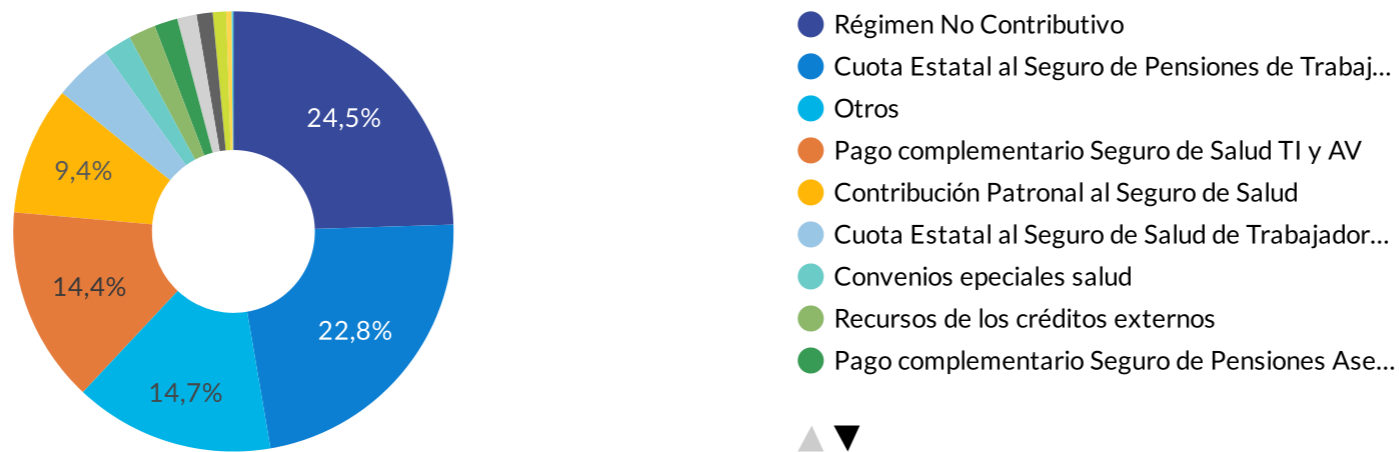 24,5%
22,8%
14,7%
14,4%
9,4%
Régimen No Contributivo
Cuota Estatal al Seguro de Pensiones de Trabaj...
Otros
Pago complementario Seguro de Salud TI y AV
Contribución Patronal al Seguro de Salud
Cuota Estatal al Seguro de Salud de Trabajador...
Convenios epeciales salud
Recursos de los créditos externos
Pago complementario Seguro de Pensiones Ase...